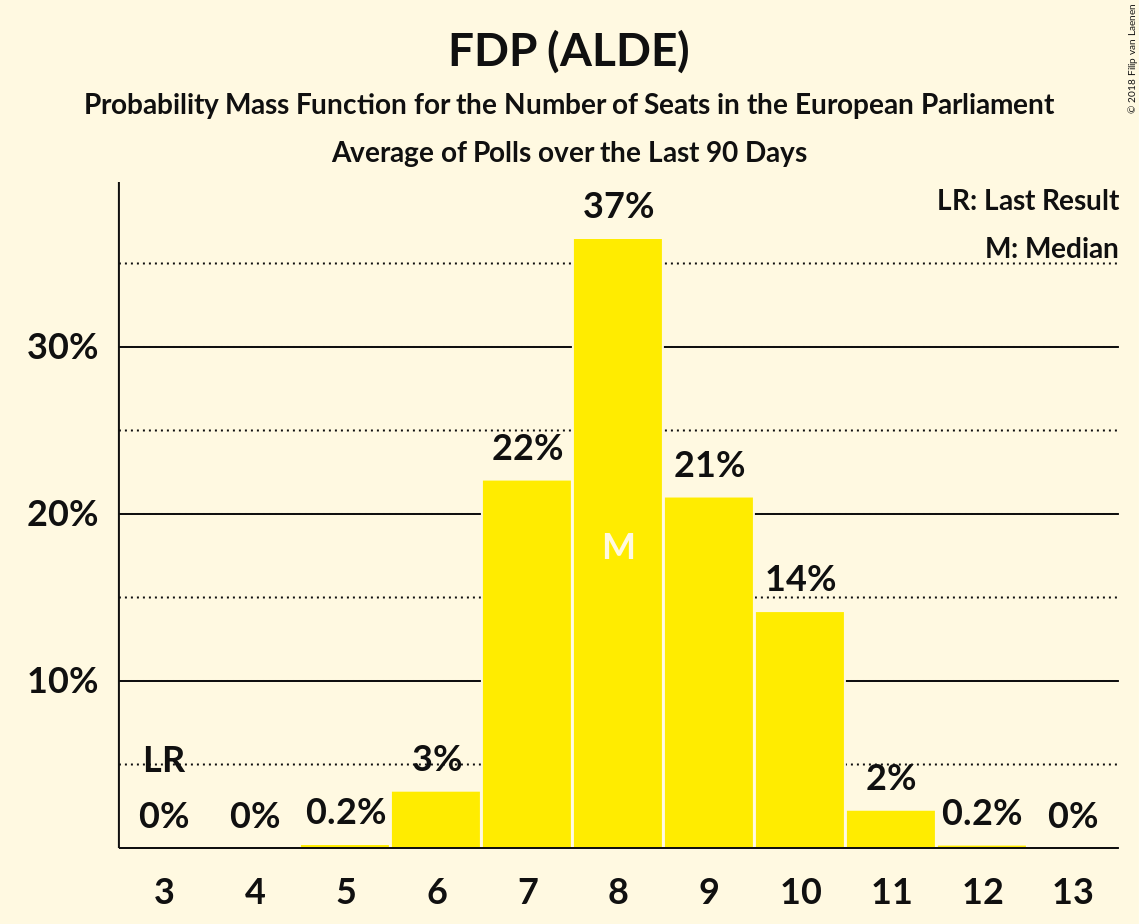 FDP (ALDE)
Probability Mass Function for the Number of Seats in the European Parliament
Average of Polls over the Last 90 Days
© 2018 Filip van Laenen
LR: Last Result
M: Median
37%
30%
22%
21%
20%
M
14%
10%
LR
3%
2%
0%
0%
0.2%
0.2%
0%
3 4 5 6 7 8 9 10 11 12 13